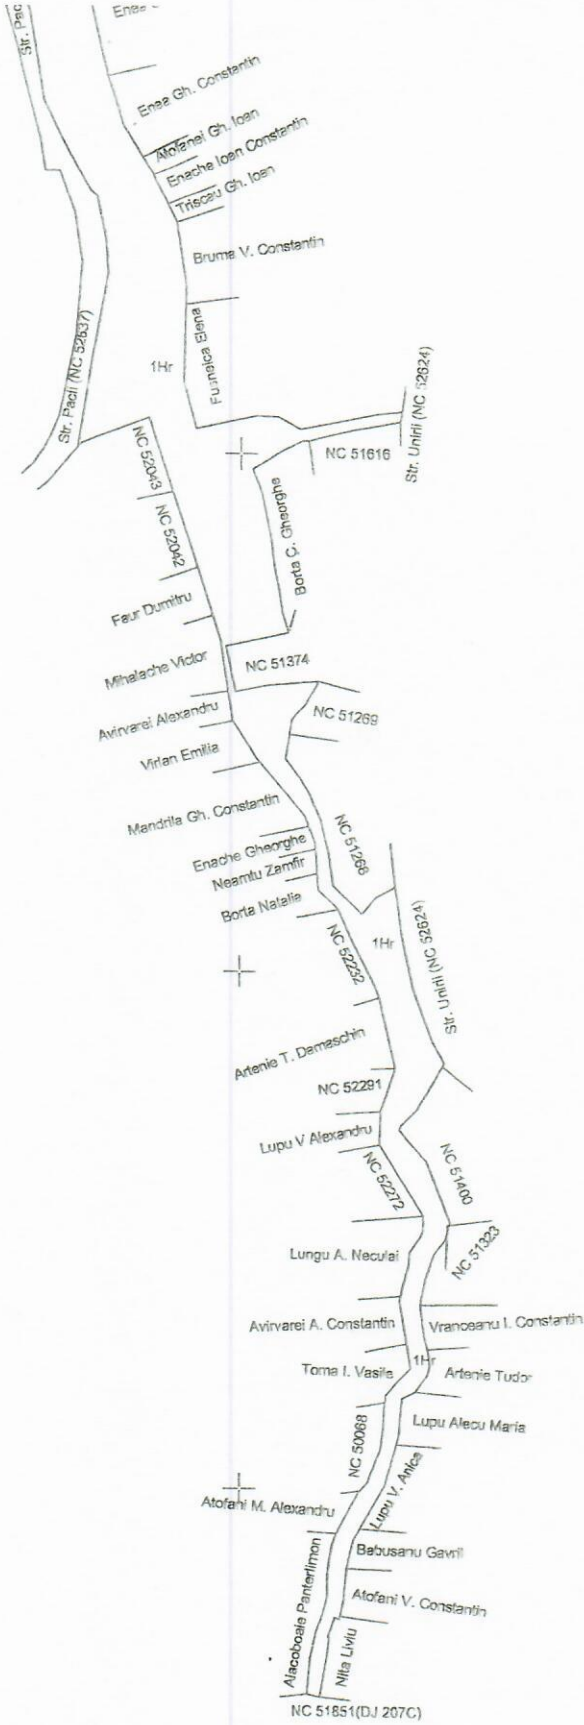 Str. Pac
Enea
Enea Gh. Constantin
Atofanei Gh. Ioan
Enache Ioan Constantin
Triscau Gh. Ioan
Bruma V. Constantin
Elena
Str. Pacii (NC 52637)
1Hr
Str. Unirii (NC 52624)
NC 51616
NC 52043
NC 52042
Borta C. Gheorghe
Faur Dumitru
Mihalache Victor
NC 51374
Avirvarei Alexandru
NC 51269
Virlan Emilia
Mandrila Gh. Constantin
NC 51268
Enache Gheorghe
Neamtu Zamfir
Borta Natalia
NC 52232
1Hr
Str. Unirii (NC 52624)
Artenie T. Damaschin
NC 52291
Lupu V Alexandru
NC 52272
NC 51400
NC 51323
Lungu A. Neculai
Avirvarei A. Constantin
Vranceanu I. Constantin
1Hr
Toma I. Vasile
Artenie Tudor
NC 50068
Lupu Alecu Maria
Lupu V. Anica
Atofani M. Alexandru
Babusanu Gavril
Alacoboaie Pantarlimon
Atofani V. Constantin
Nita Liviu
NC 51851(DJ 207C)